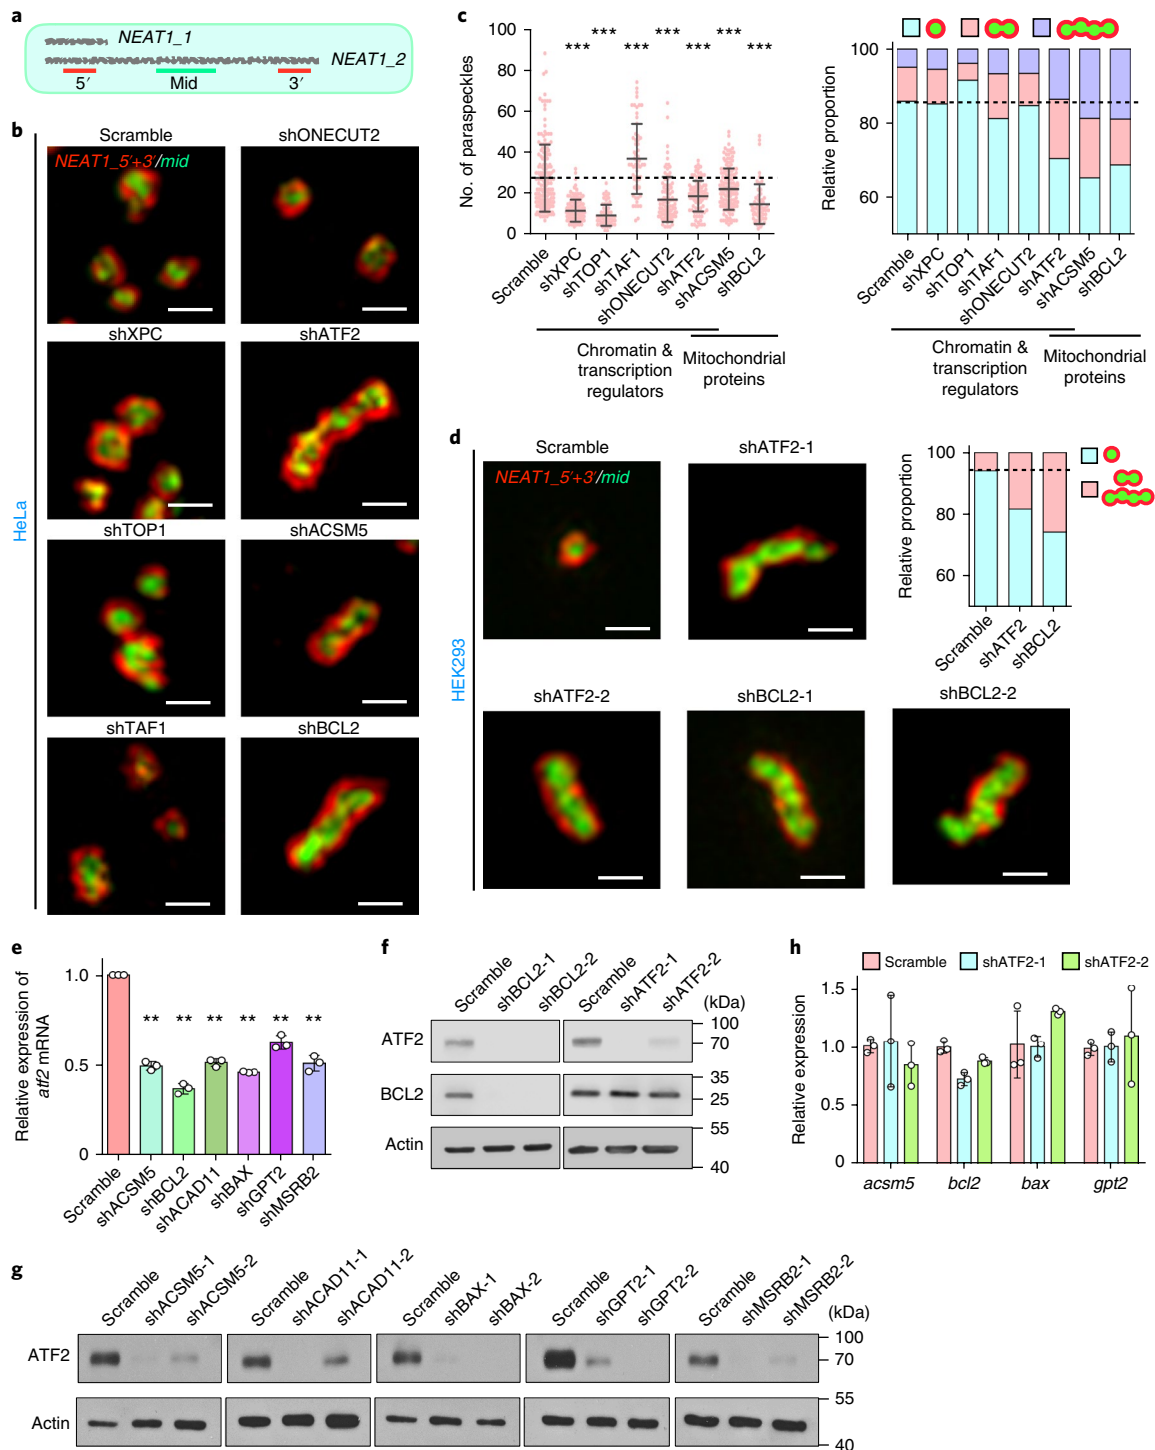 a
NEAT1_1
NEAT1_2
5′ Mid 3′
b
HeLa
Scramble shONECUT2
NEAT1_5′+3′/mid
shXPC shATF2
shTOP1 shACSM5
shTAF1 shBCL2
c
No. of paraspeckles
100
80
60
40
20
0
*** *** *** *** *** *** ***
Scramble
shXPC
shTOP1
shTAF1
shONECUT2
shATF2
shACSM5
shBCL2
Chromatin &
transcription
regulators
Mitochondrial
proteins
Relative proportion
100
80
60
Scramble
shXPC
shTOP1
shTAF1
shONECUT2
shATF2
shACSM5
shBCL2
Chromatin &
transcription
regulators
Mitochondrial
proteins
d
HEK293
Scramble shATF2-1
NEAT1_5′+3′/mid
shATF2-2 shBCL2-1 shBCL2-2
Relative proportion
100
80
60
Scramble
shATF2
shBCL2
e
Relative expression of
atf2 mRNA
1.0
0.5
0
** ** ** ** ** **
Scramble
shACSM5
shBCL2
shACAD11
shBAX
shGPT2
shMSRB2
f
Scramble
shBCL2-1
shBCL2-2
Scramble
shATF2-1
shATF2-2
(kDa)
ATF2
100
70
BCL2
35
25
Actin
55
40
h
Scramble shATF2-1 shATF2-2
Relative expression
1.5
1.0
0.5
0
acsm5 bcl2 bax gpt2
g
Scramble
shACSM5-1
shACSM5-2
Scramble
shACAD11-1
shACAD11-2
Scramble
shBAX-1
shBAX-2
Scramble
shGPT2-1
shGPT2-2
Scramble
shMSRB2-1
shMSRB2-2
(kDa)
ATF2
100
70
Actin
55
40